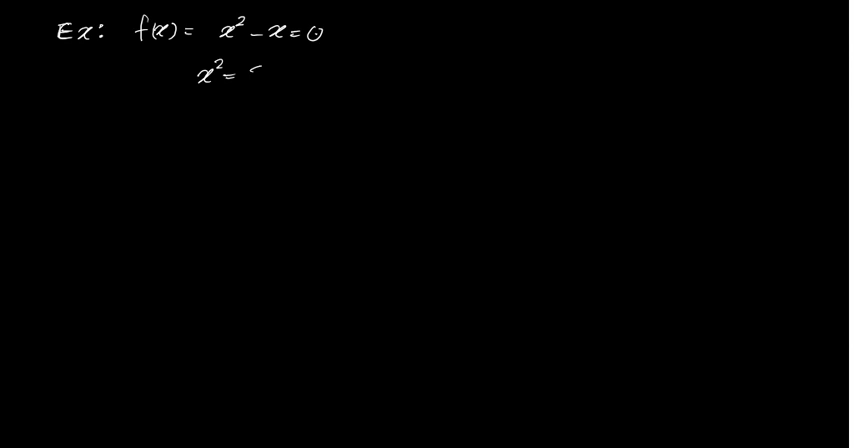 Ex: f(x) = x² - x = 0
x² =